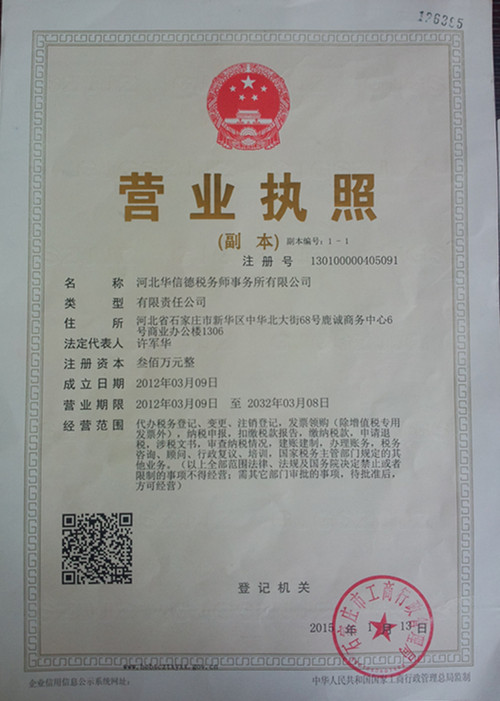 126385
营业执照
(副 本) 副本编号：1-1
注 册 号 130100000405091
名 称 河北华信德税务师事务所有限公司
类 型 有限责任公司
住 所 河北省石家庄市新华区中华北大街68号鹿诚商务中心6
号商业办公楼1306
法定代表人 许军华
注册资本 叁佰万元整
成立日期 2012年03月09日
营业期限 2012年03月09日 至 2032年03月08日
经营范围 代办税务登记、变更、注销登记，发票领购（除增值税专用
发票外），纳税申报，扣缴税款报告，缴纳税款，申请退
税，涉税文书，审查纳税情况，建账建制，办理账务，税务
咨询、顾问、行政复议、培训，国家税务主管部门规定的其
他业务。（以上全部范围法律、法规及国务院决定禁止或者
限制的事项不得经营；需其它部门审批的事项，待批准后，
方可经营）
登记机关
石家庄市工商行政管理局
2015 年 1 月 13 日
企业信用信息公示系统网址：
中华人民共和国国家工商行政管理总局监制